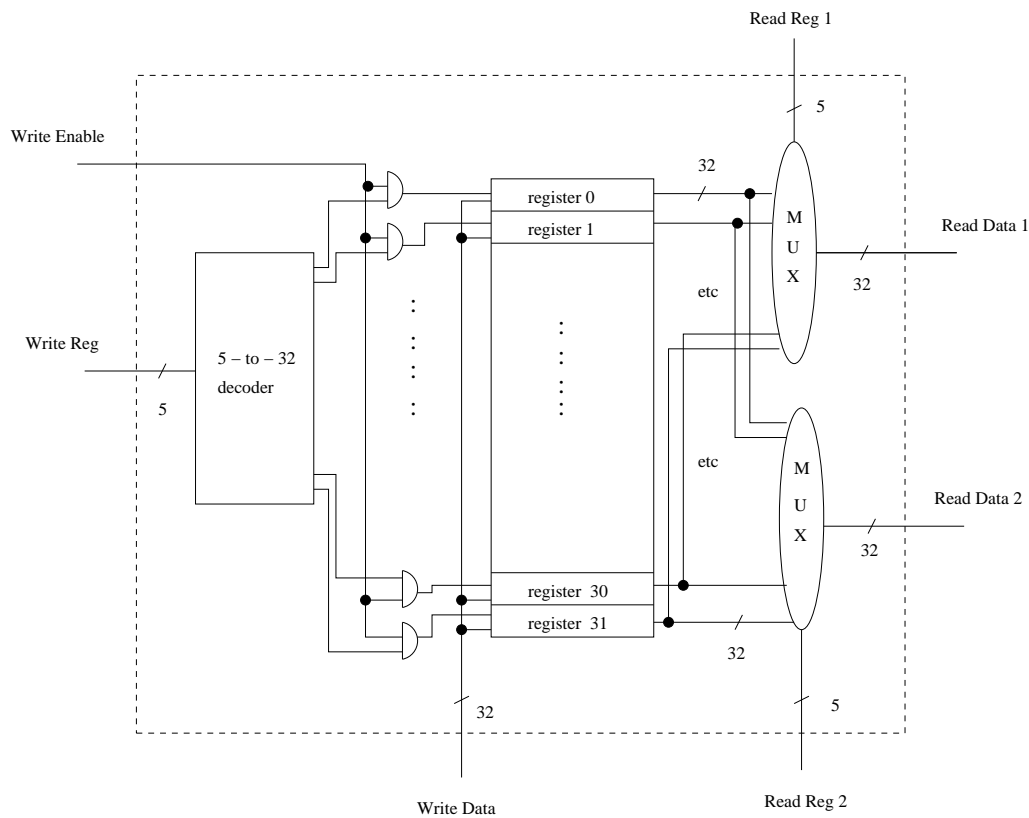 Read Reg 1
5
Write Enable
32
register 0
register 1
M
U
X
Read Data 1
32
etc
Write Reg
5
5 – to – 32
decoder
etc
M
U
X
Read Data 2
32
register 30
register 31
32
32
5
Write Data
Read Reg 2